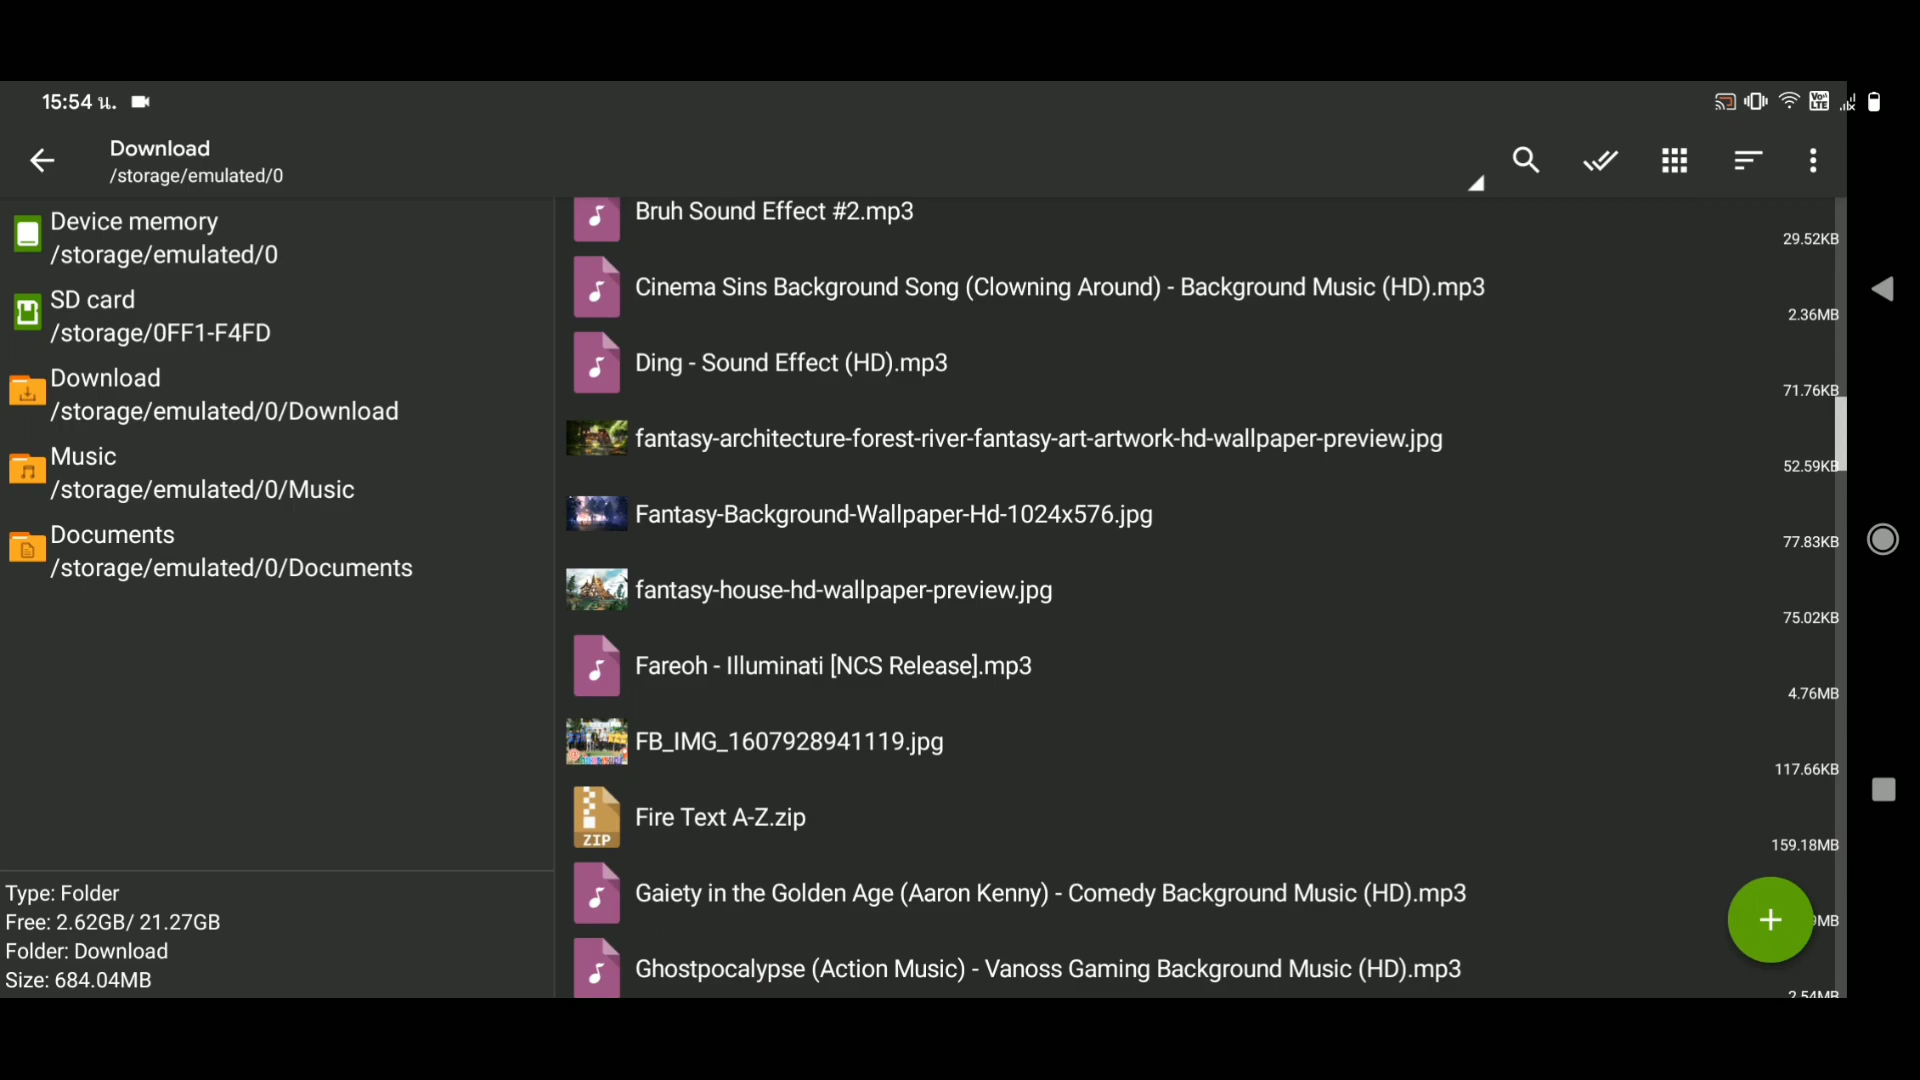 15:54 น.
Download
/storage/emulated/0
Device memory
/storage/emulated/0
SD card
/storage/0FF1-F4FD
Download
/storage/emulated/0/Download
Music
/storage/emulated/0/Music
Documents
/storage/emulated/0/Documents
Type: Folder
Free: 2.62GB/ 21.27GB
Folder: Download
Size: 684.04MB
Bruh Sound Effect #2.mp3
29.52KB
Cinema Sins Background Song (Clowning Around) - Background Music (HD).mp3
2.36MB
Ding - Sound Effect (HD).mp3
71.76KB
fantasy-architecture-forest-river-fantasy-art-artwork-hd-wallpaper-preview.jpg
52.59KB
Fantasy-Background-Wallpaper-Hd-1024x576.jpg
77.83KB
fantasy-house-hd-wallpaper-preview.jpg
75.02KB
Fareoh - Illuminati [NCS Release].mp3
4.76MB
FB_IMG_1607928941119.jpg
117.66KB
ZIP
Fire Text A-Z.zip
159.18MB
Gaiety in the Golden Age (Aaron Kenny) - Comedy Background Music (HD).mp3
Ghostpocalypse (Action Music) - Vanoss Gaming Background Music (HD).mp3
2.54MB